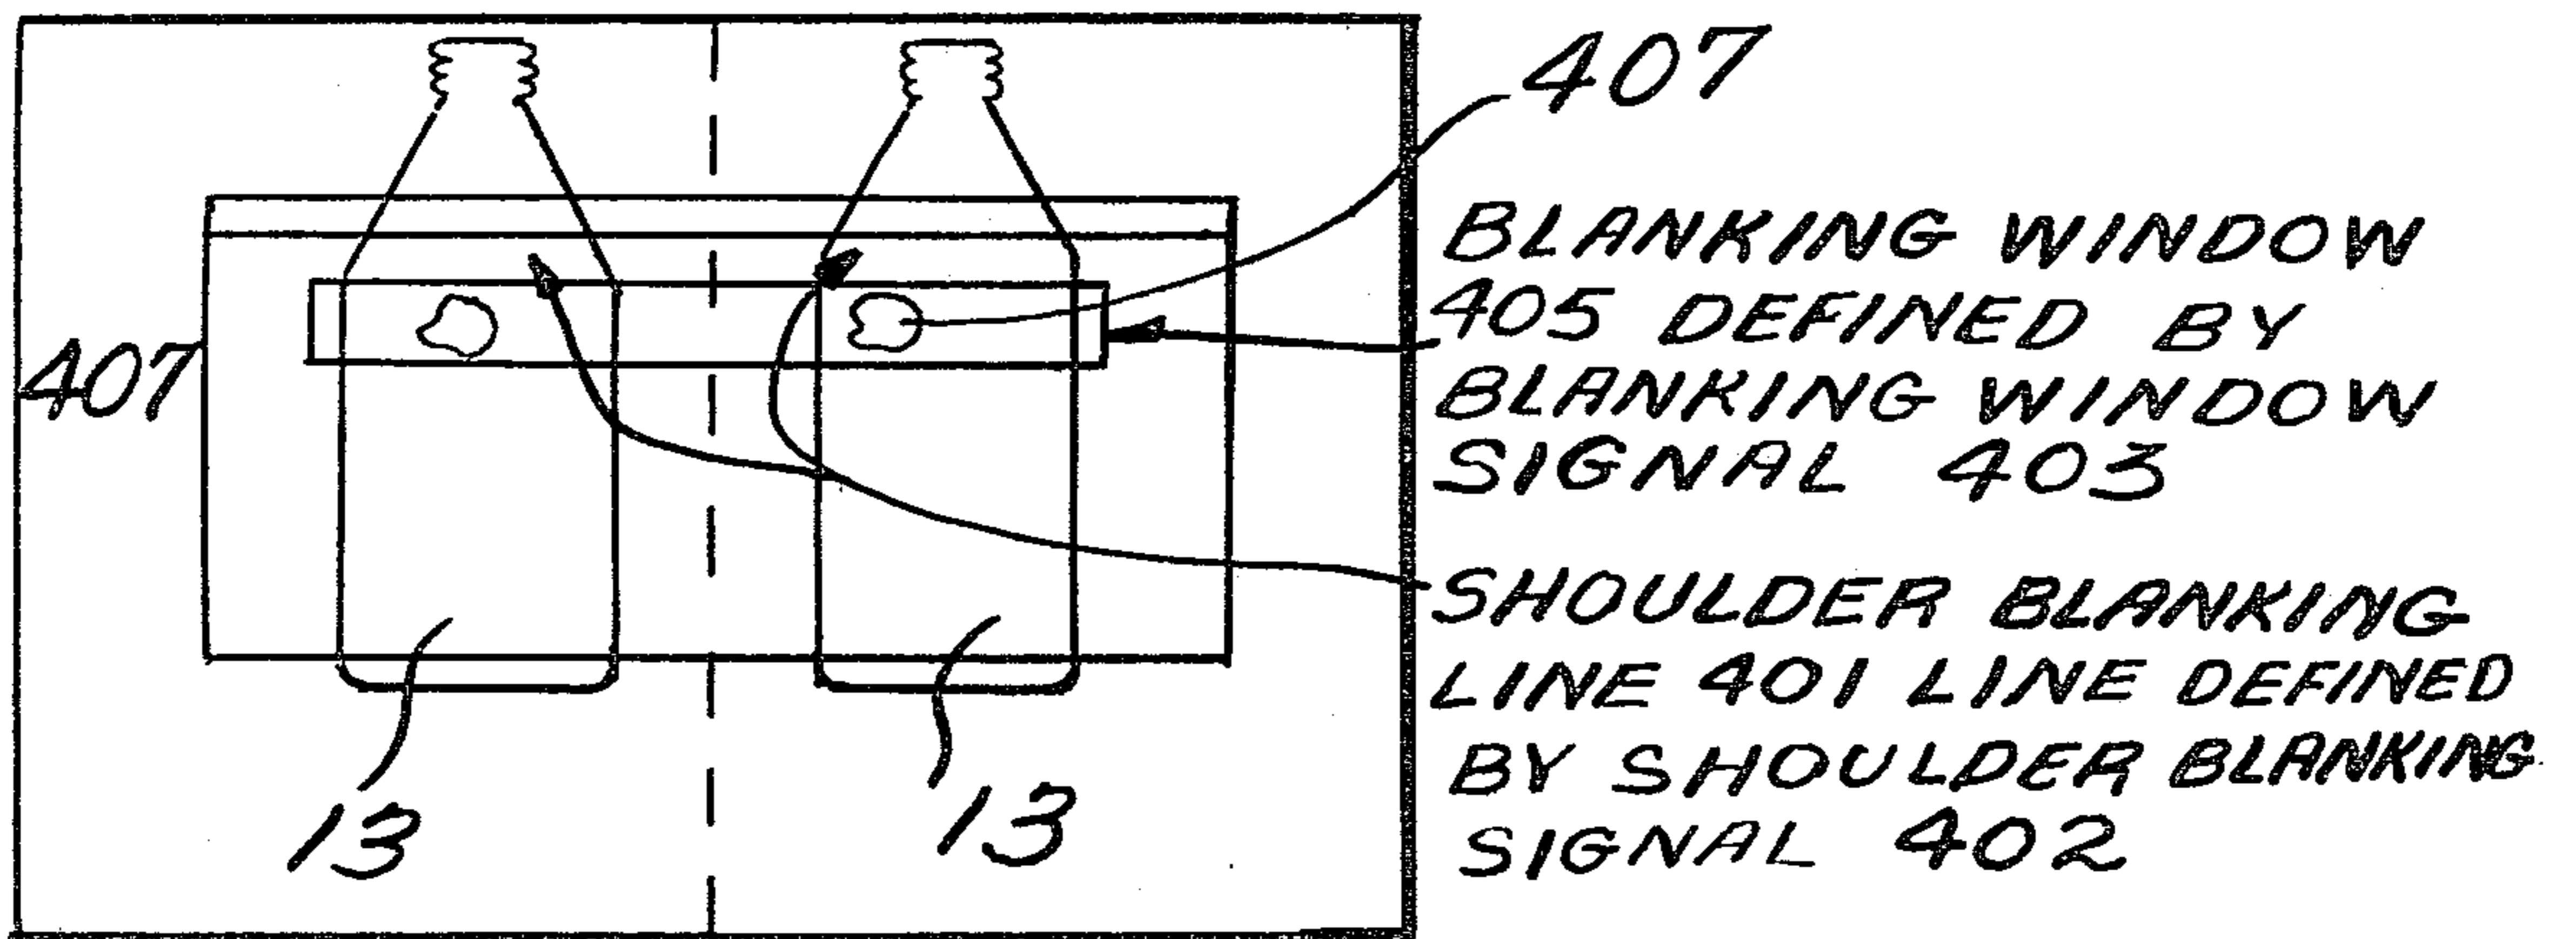 407
BLANKING WINDOW
405 DEFINED BY
BLANKING WINDOW
SIGNAL 403
407
SHOULDER BLANKING
LINE 401 LINE DEFINED
BY SHOULDER BLANKING
SIGNAL 402
13
13